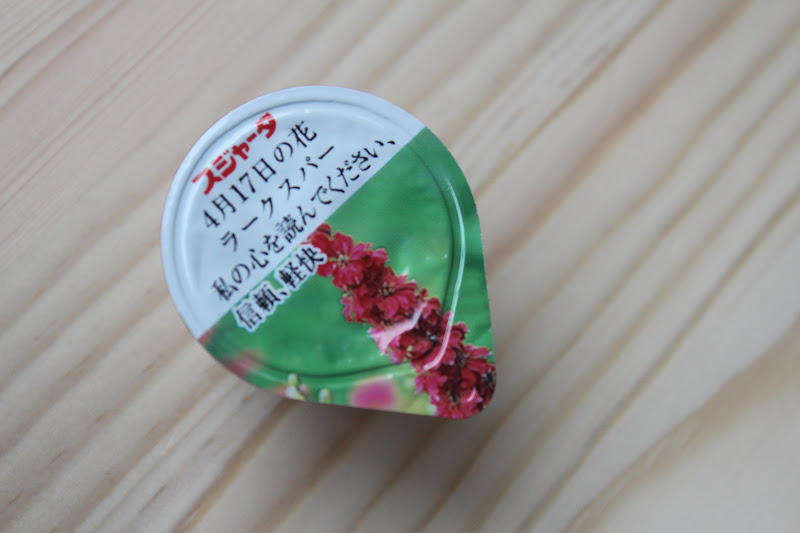 スジャータ
4月17日の花
ラークスパー
私の心を読んでください、
信頼、軽快